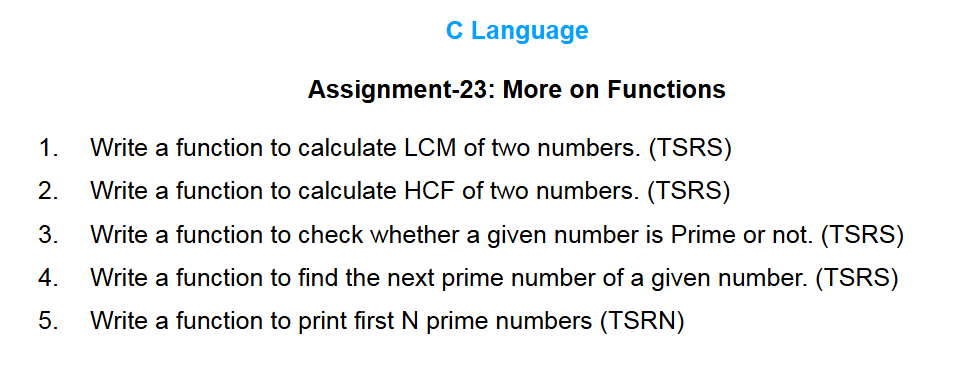 C Language
Assignment-23: More on Functions
1. Write a function to calculate LCM of two numbers. (TSRS)
2. Write a function to calculate HCF of two numbers. (TSRS)
3. Write a function to check whether a given number is Prime or not. (TSRS)
4. Write a function to find the next prime number of a given number. (TSRS)
5. Write a function to print first N prime numbers (TSRN)